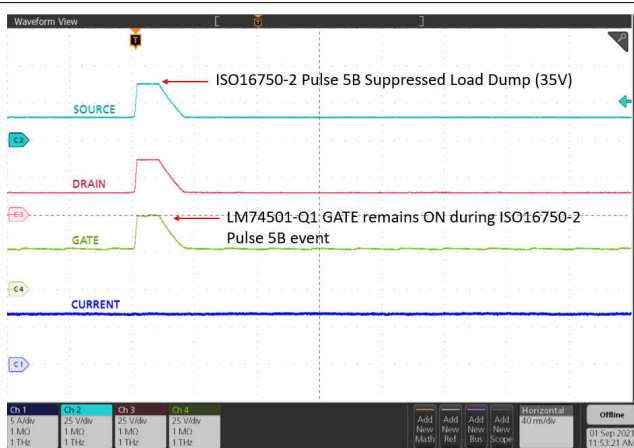 Waveform View
[
T
]
T
ISO16750-2 Pulse 5B Suppressed Load Dump (35V)
SOURCE
C2
DRAIN
C3
LM74501-Q1 GATE remains ON during ISO16750-2
Pulse 5B event
GATE
C4
CURRENT
C1
Ch 1
5 A/div
1 MΩ
1 THz
Ch 2
25 V/div
1 MΩ
1 THz
Ch 3
25 V/div
1 MΩ
1 THz
Ch 4
25 V/div
1 MΩ
1 THz
Add
New
Math
Add
New
Ref
Add
New
Bus
Add
New
Scope
Horizontal
40 ms/div
Offline
01 Sep 2021
11:53:21 AM